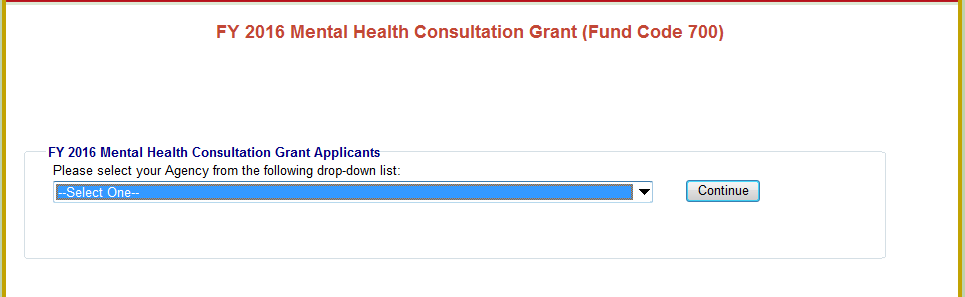 FY 2016 Mental Health Consultation Grant (Fund Code 700)
FY 2016 Mental Health Consultation Grant Applicants
Please select your Agency from the following drop-down list:
--Select One--
Continue